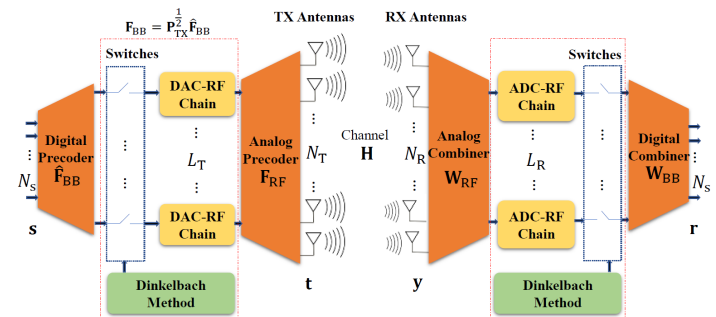 F_BB = P_TX^{1/2} F̂_BB
TX Antennas
RX Antennas
Switches
Switches
Digital
Precoder
F̂_BB
N_s
s
DAC-RF
Chain
L_T
DAC-RF
Chain
Analog
Precoder
F_RF
N_T
t
Channel
H
N_R
y
Analog
Combiner
W_RF
ADC-RF
Chain
L_R
ADC-RF
Chain
Digital
Combiner
W_BB
N_s
r
Dinkelbach
Method
Dinkelbach
Method